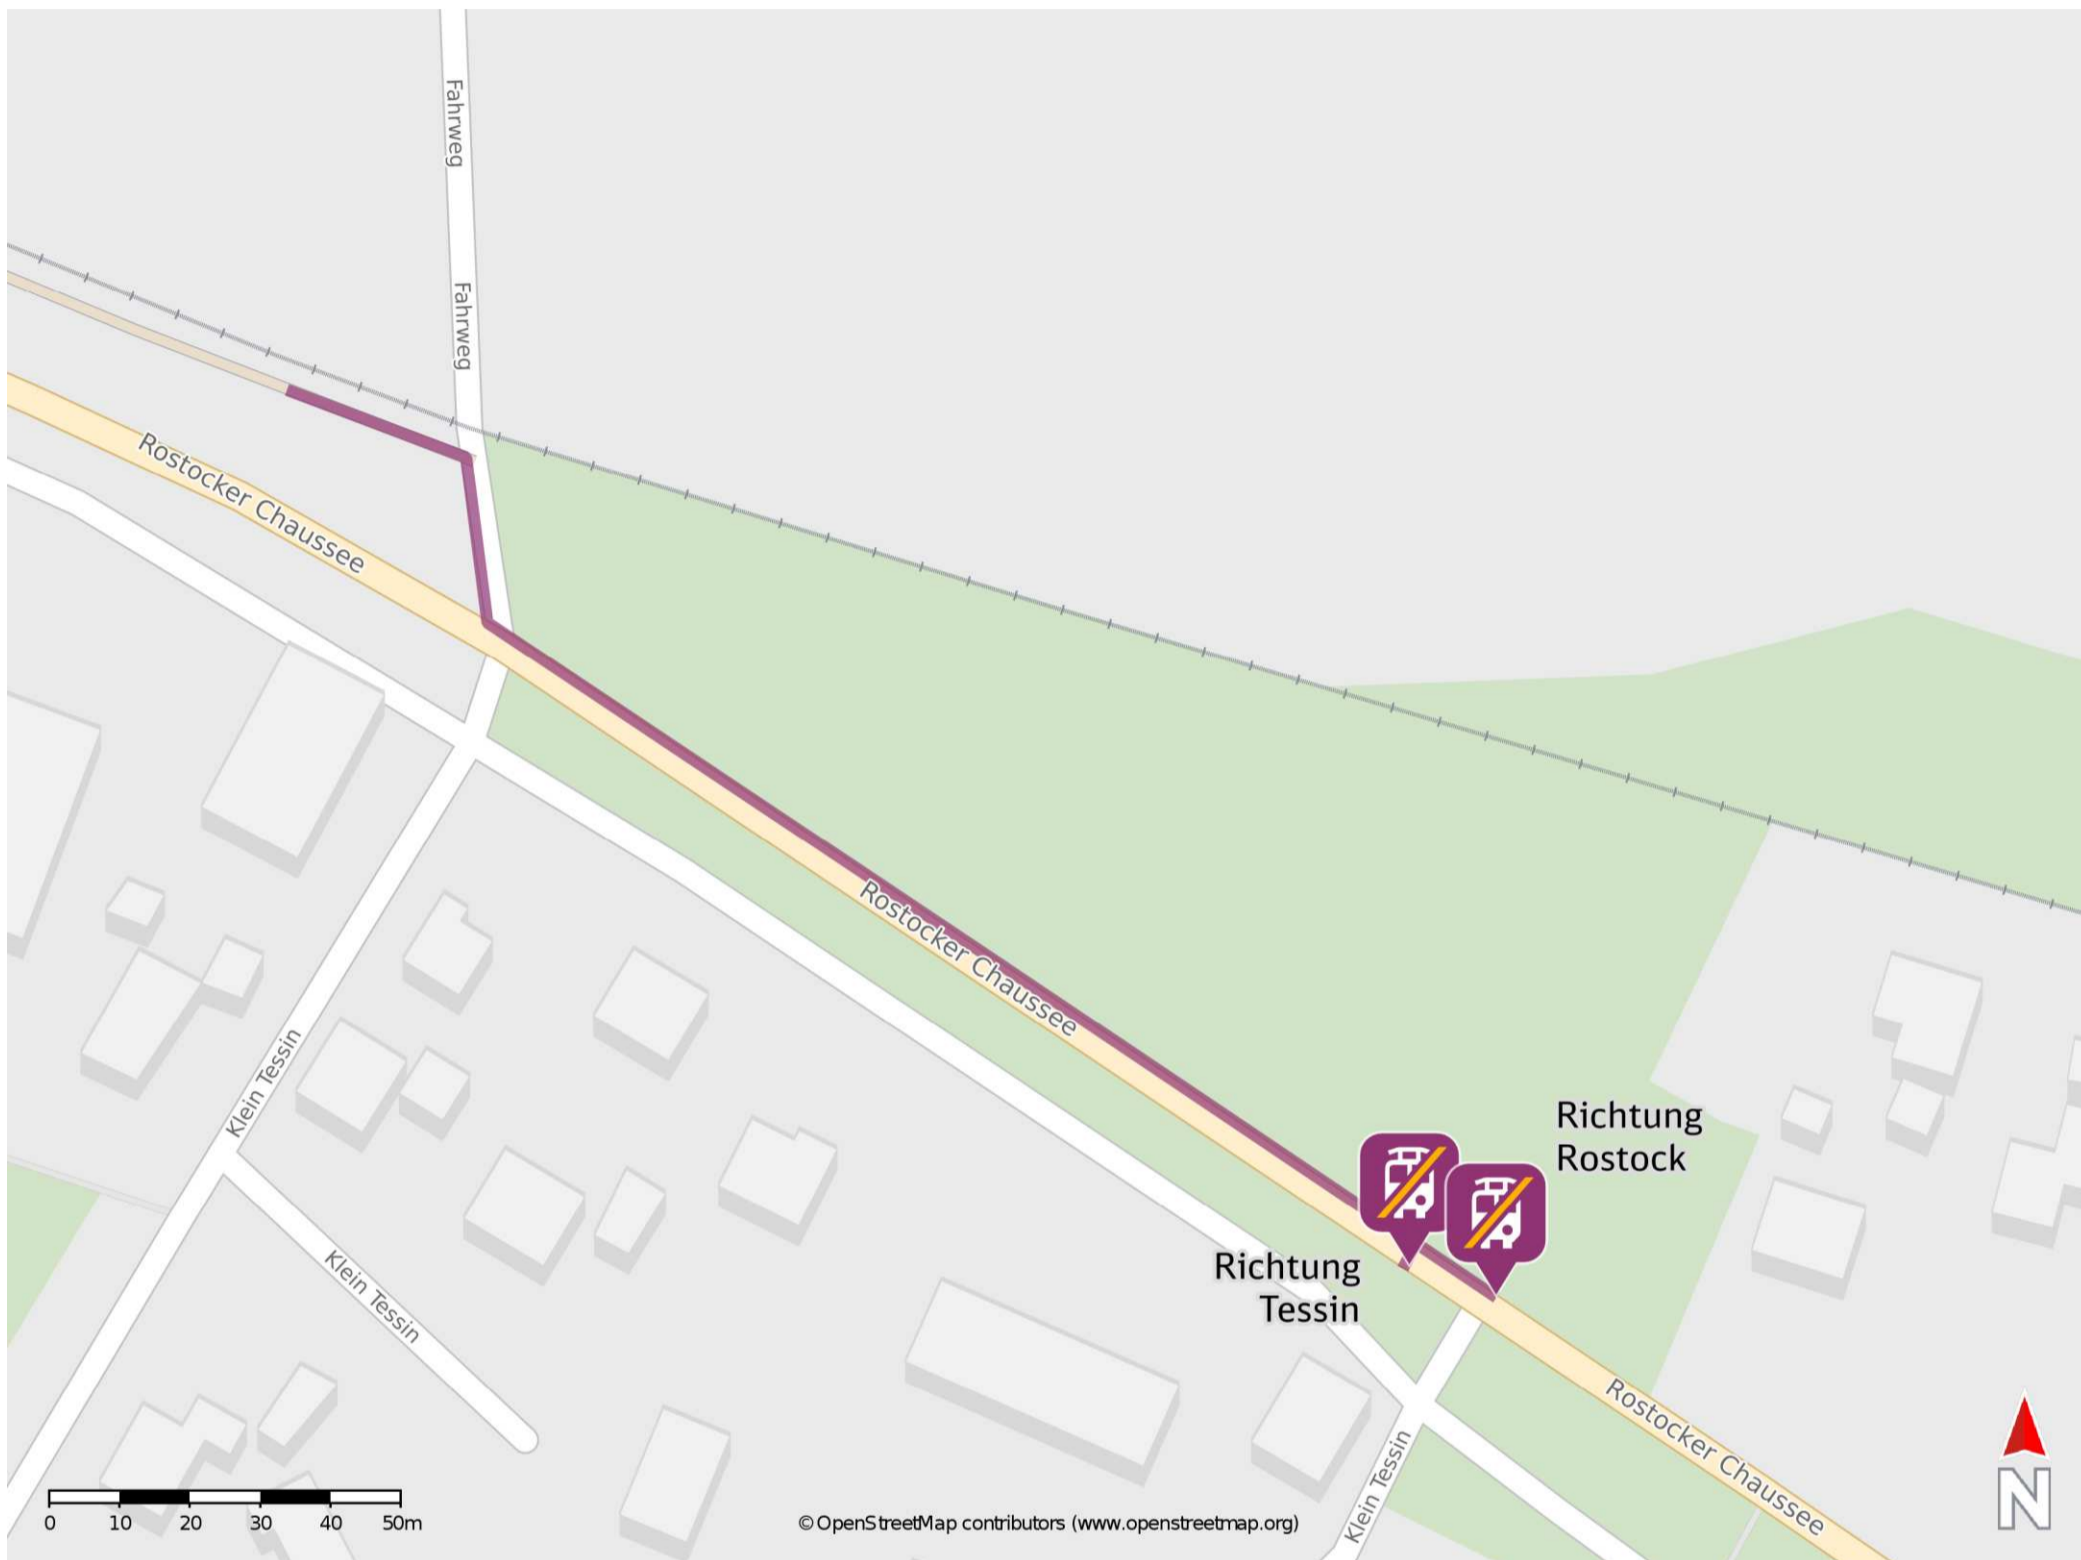 Fahrweg
Fahrweg
Rostocker Chaussee
Rostocker Chaussee
Klein Tessin
Richtung
Rostock
Richtung
Tessin
Klein Tessin
Rostocker Chaussee
Klein Tessin
0 10 20 30 40 50m
© OpenStreetMap contributors (www.openstreetmap.org)
N